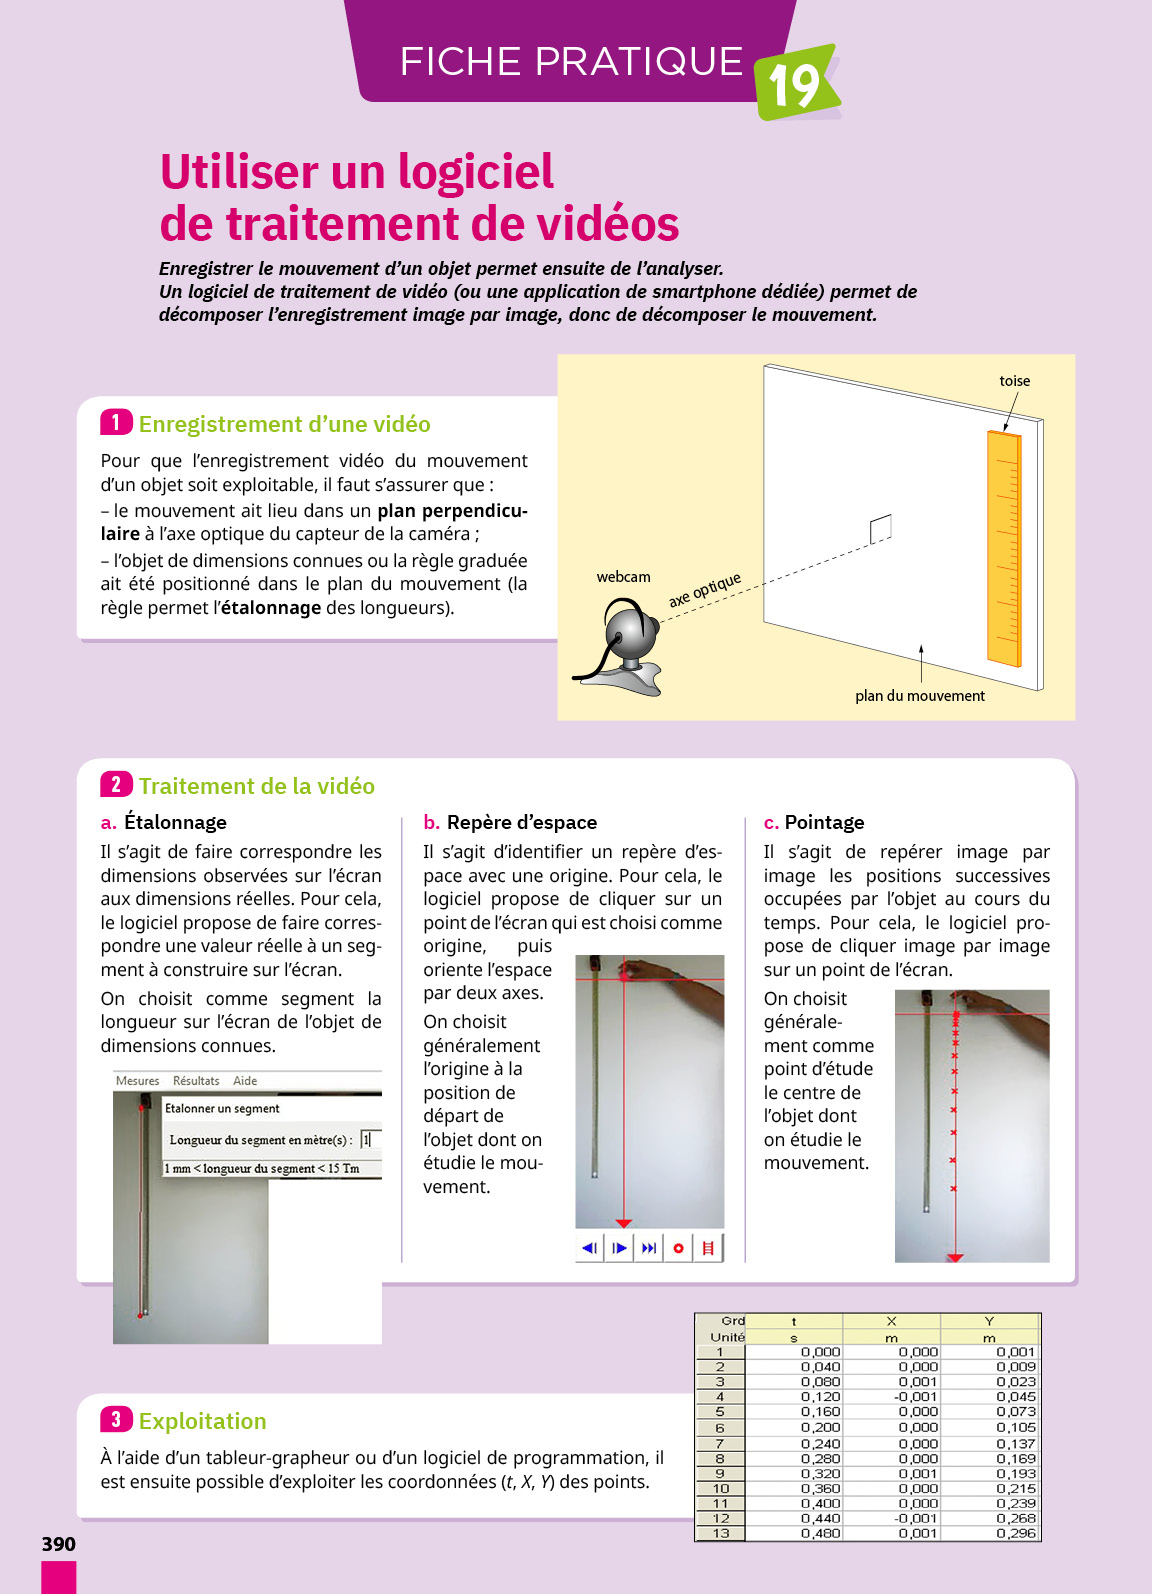 FICHE PRATIQUE
19
Utiliser un logiciel
de traitement de vidéos
Enregistrer le mouvement d’un objet permet ensuite de l’analyser.
Un logiciel de traitement de vidéo (ou une application de smartphone dédiée) permet de
décomposer l’enregistrement image par image, donc de décomposer le mouvement.
1 Enregistrement d’une vidéo
Pour que l’enregistrement vidéo du mouvement
d’un objet soit exploitable, il faut s’assurer que :
– le mouvement ait lieu dans un plan perpendicu-
laire à l’axe optique du capteur de la caméra ;
– l’objet de dimensions connues ou la règle graduée
ait été positionné dans le plan du mouvement (la
règle permet l’étalonnage des longueurs).
toise
webcam
axe optique
plan du mouvement
2 Traitement de la vidéo
a. Étalonnage
Il s’agit de faire correspondre les
dimensions observées sur l’écran
aux dimensions réelles. Pour cela,
le logiciel propose de faire corres-
pondre une valeur réelle à un seg-
ment à construire sur l’écran.
On choisit comme segment la
longueur sur l’écran de l’objet de
dimensions connues.
Mesures Résultats Aide
Etalonner un segment
Longueur du segment en mètre(s) : 1
1 mm < longueur du segment < 15 Tm
b. Repère d’espace
Il s’agit d’identifier un repère d’es-
pace avec une origine. Pour cela, le
logiciel propose de cliquer sur un
point de l’écran qui est choisi comme
origine, puis
oriente l’espace
par deux axes.
On choisit
généralement
l’origine à la
position de
départ de
l’objet dont on
étudie le mou-
vement.
c. Pointage
Il s’agit de repérer image par
image les positions successives
occupées par l’objet au cours du
temps. Pour cela, le logiciel pro-
pose de cliquer image par image
sur un point de l’écran.
On choisit
générale-
ment comme
point d’étude
le centre de
l’objet dont
on étudie le
mouvement.
3 Exploitation
À l’aide d’un tableur-grapheur ou d’un logiciel de programmation, il
est ensuite possible d’exploiter les coordonnées (t, X, Y) des points.
Grd t X Y
Unité s m m
1 0,000 0,000 0,001
2 0,040 0,000 0,009
3 0,080 0,001 0,023
4 0,120 -0,001 0,045
5 0,160 0,000 0,073
6 0,200 0,000 0,105
7 0,240 0,000 0,137
8 0,280 0,000 0,169
9 0,320 0,001 0,193
10 0,360 0,000 0,215
11 0,400 0,000 0,239
12 0,440 -0,001 0,268
13 0,480 0,001 0,296
390